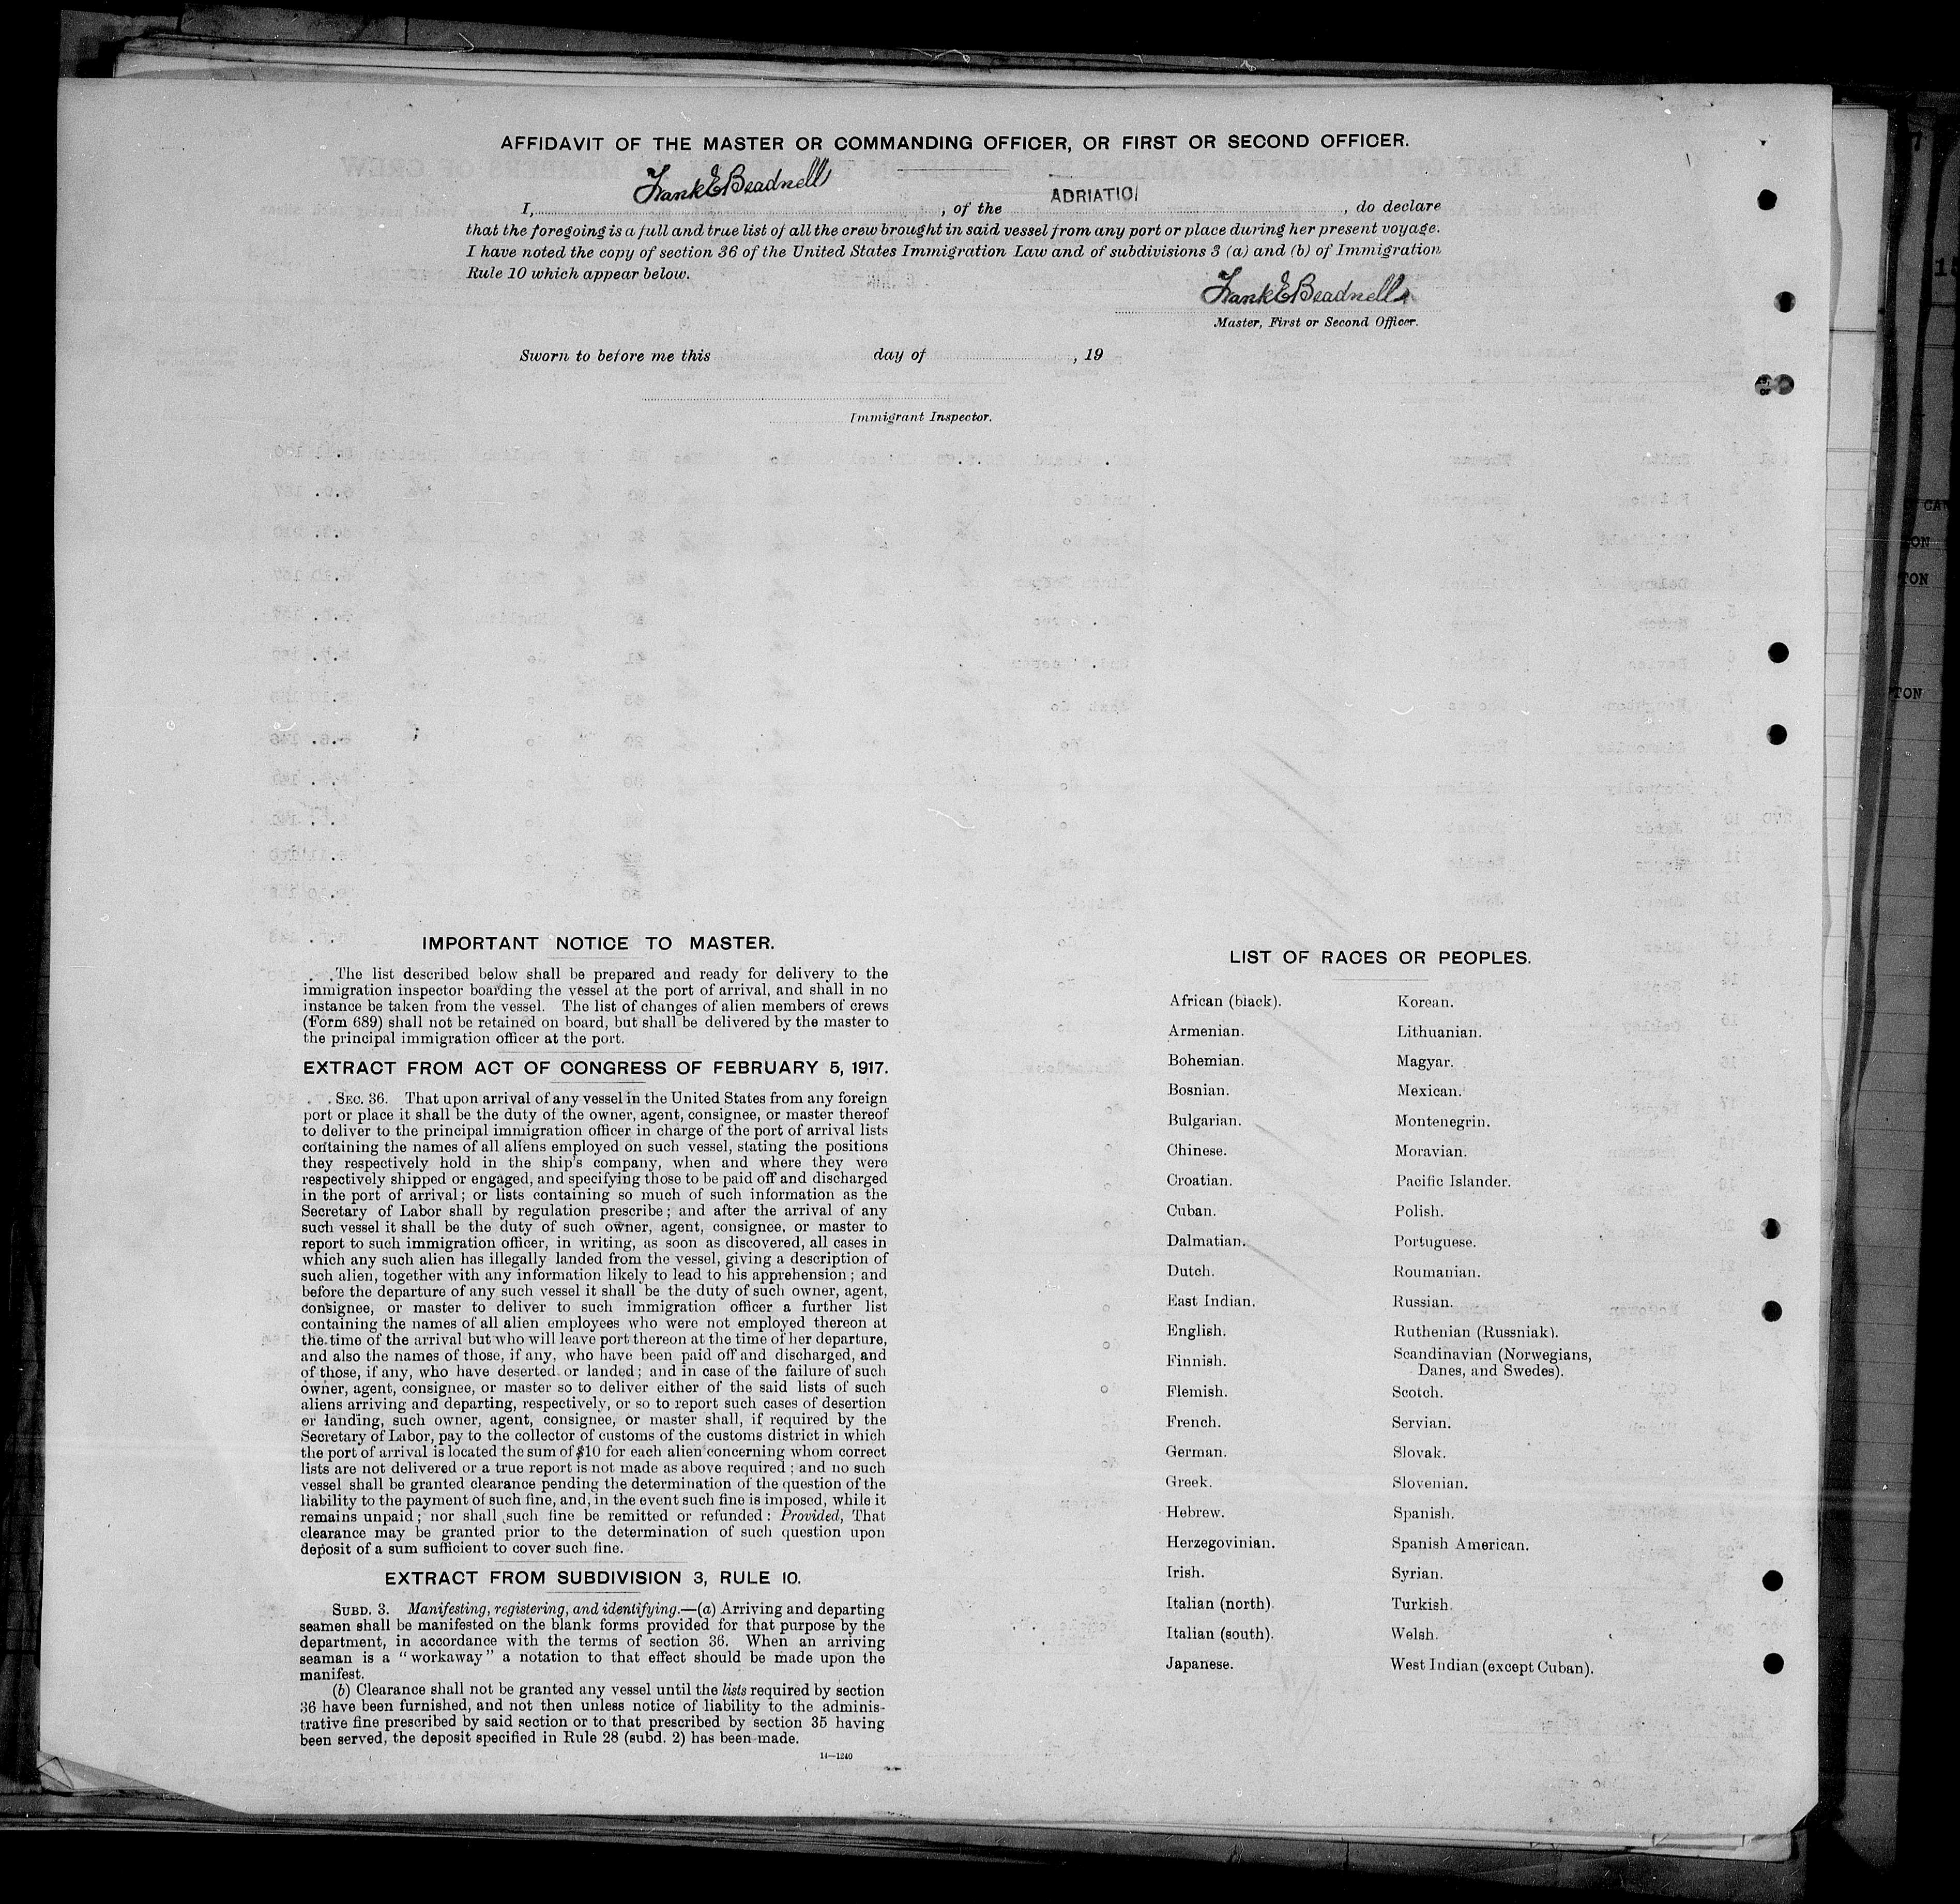 AFFIDAVIT OF THE MASTER OR COMMANDING OFFICER, OR FIRST OR SECOND OFFICER.
I, Frank E Beadnell, of the ADRIATIC, do declare
that the foregoing is a full and true list of all the crew brought in said vessel from any port or place during her present voyage.
I have noted the copy of section 36 of the United States Immigration Law and of subdivisions 3 (a) and (b) of Immigration
Rule 10 which appear below.
Frank E Beadnell
Master, First or Second Officer.
Sworn to before me this day of , 19
Immigrant Inspector.
IMPORTANT NOTICE TO MASTER.
The list described below shall be prepared and ready for delivery to the
immigration inspector boarding the vessel at the port of arrival, and shall in no
instance be taken from the vessel. The list of changes of alien members of crews
(Form 689) shall not be retained on board, but shall be delivered by the master to
the principal immigration officer at the port.
EXTRACT FROM ACT OF CONGRESS OF FEBRUARY 5, 1917.
SEC. 36. That upon arrival of any vessel in the United States from any foreign
port or place it shall be the duty of the owner, agent, consignee, or master thereof
to deliver to the principal immigration officer in charge of the port of arrival lists
containing the names of all aliens employed on such vessel, stating the positions
they respectively hold in the ship's company, when and where they were
respectively shipped or engaged, and specifying those to be paid off and discharged
in the port of arrival; or lists containing so much of such information as the
Secretary of Labor shall by regulation prescribe; and after the arrival of any
such vessel it shall be the duty of such owner, agent, consignee, or master to
report to such immigration officer, in writing, as soon as discovered, all cases in
which any such alien has illegally landed from the vessel, giving a description of
such alien, together with any information likely to lead to his apprehension; and
before the departure of any such vessel it shall be the duty of such owner, agent,
consignee, or master to deliver to such immigration officer a further list
containing the names of all alien employees who were not employed thereon at
the time of the arrival but who will leave port thereon at the time of her departure,
and also the names of those, if any, who have been paid off and discharged, and
of those, if any, who have deserted or landed; and in case of the failure of such
owner, agent, consignee, or master so to deliver either of the said lists of such
aliens arriving and departing, respectively, or so to report such cases of desertion
or landing, such owner, agent, consignee, or master shall, if required by the
Secretary of Labor, pay to the collector of customs of the customs district in which
the port of arrival is located the sum of $10 for each alien concerning whom correct
lists are not delivered or a true report is not made as above required; and no such
vessel shall be granted clearance pending the determination of the question of the
liability to the payment of such fine, and, in the event such fine is imposed, while it
remains unpaid; nor shall such fine be remitted or refunded: Provided, That
clearance may be granted prior to the determination of such question upon
deposit of a sum sufficient to cover such fine.
EXTRACT FROM SUBDIVISION 3, RULE 10.
SUBD. 3. Manifesting, registering, and identifying.—(a) Arriving and departing
seamen shall be manifested on the blank forms provided for that purpose by the
department, in accordance with the terms of section 36. When an arriving
seaman is a "workaway" a notation to that effect should be made upon the
manifest.
(b) Clearance shall not be granted any vessel until the lists required by section
36 have been furnished, and not then unless notice of liability to the adminis-
trative fine prescribed by said section or to that prescribed by section 35 having
been served, the deposit specified in Rule 28 (subd. 2) has been made.
14—1240
LIST OF RACES OR PEOPLES.
African (black).
Armenian.
Bohemian.
Bosnian.
Bulgarian.
Chinese.
Croatian.
Cuban.
Dalmatian.
Dutch.
East Indian.
English.
Finnish.
Flemish.
French.
German.
Greek.
Hebrew.
Herzegovinian.
Irish.
Italian (north).
Italian (south).
Japanese.
Korean.
Lithuanian.
Magyar.
Mexican.
Montenegrin.
Moravian.
Pacific Islander.
Polish.
Portuguese.
Roumanian.
Russian.
Ruthenian (Russniak).
Scandinavian (Norwegians,
Danes, and Swedes).
Scotch.
Servian.
Slovak.
Slovenian.
Spanish.
Spanish American.
Syrian.
Turkish.
Welsh.
West Indian (except Cuban).